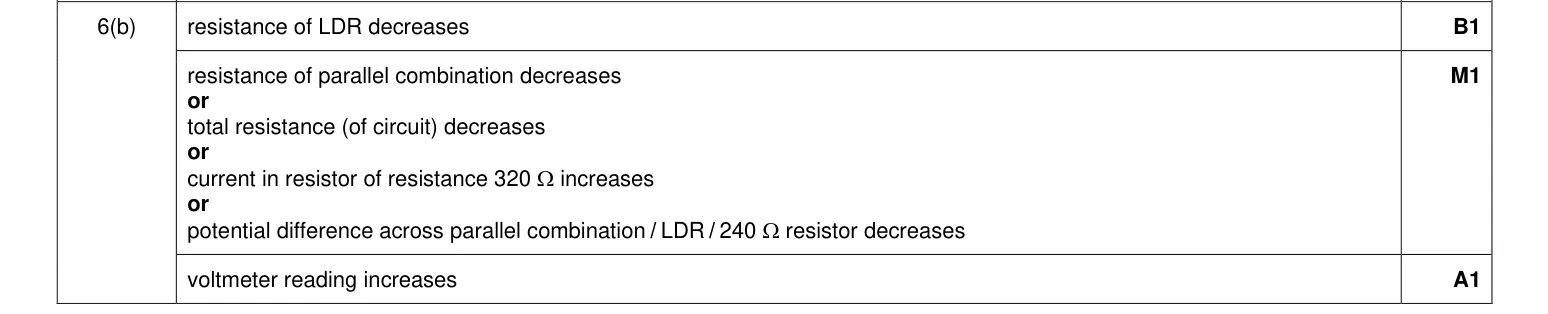 6(b) resistance of LDR decreases B1
resistance of parallel combination decreases M1
or
total resistance (of circuit) decreases
or
current in resistor of resistance 320 Ω increases
or
potential difference across parallel combination / LDR / 240 Ω resistor decreases
voltmeter reading increases A1